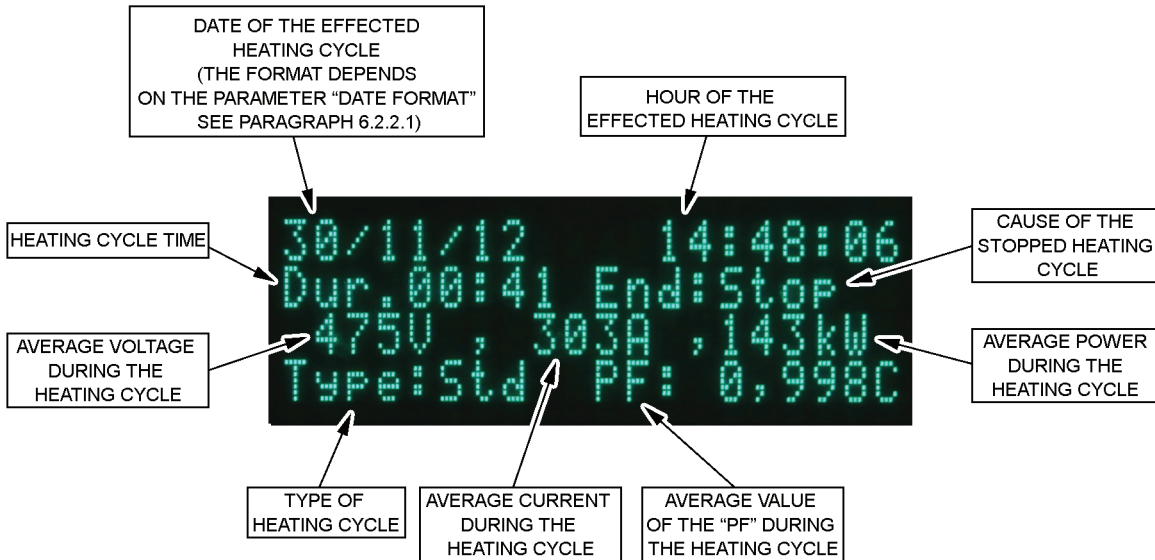 DATE OF THE EFFECTED
HEATING CYCLE
(THE FORMAT DEPENDS
ON THE PARAMETER “DATE FORMAT”
SEE PARAGRAPH 6.2.2.1)
HOUR OF THE
EFFECTED HEATING CYCLE
HEATING CYCLE TIME
AVERAGE VOLTAGE
DURING THE
HEATING CYCLE
30/11/12 14:48:06
Dur.00:41 End:Stop
475V , 303A ,143kW
Type:Std PF: 0,998C
CAUSE OF THE
STOPPED HEATING
CYCLE
AVERAGE POWER
DURING THE
HEATING CYCLE
TYPE OF
HEATING CYCLE
AVERAGE CURRENT
DURING THE
HEATING CYCLE
AVERAGE VALUE
OF THE “PF” DURING
THE HEATING CYCLE